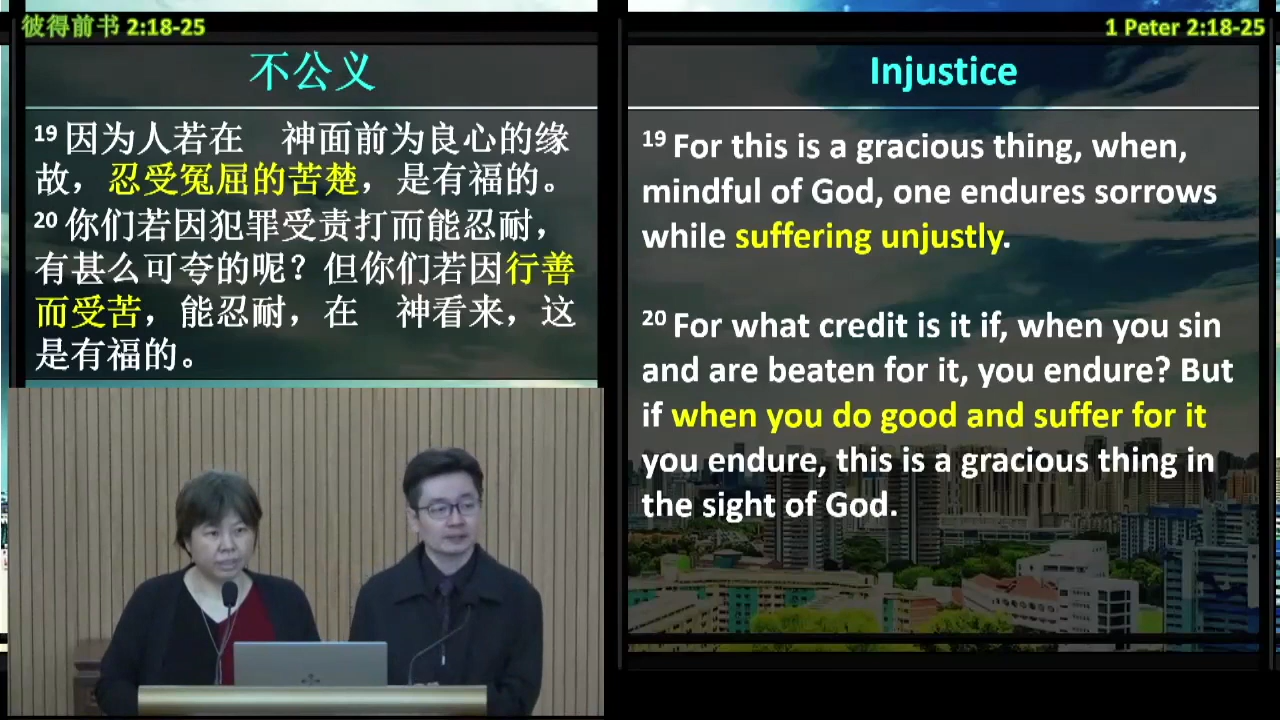 彼得前书 2:18-25
不公义
19 因为人若在　神面前为良心的缘
故，忍受冤屈的苦楚，是有福的。
20 你们若因犯罪受责打而能忍耐，
有甚么可夸的呢？但你们若因行善
而受苦，能忍耐，在　神看来，这
是有福的。
1 Peter 2:18-25
Injustice
19 For this is a gracious thing, when,
mindful of God, one endures sorrows
while suffering unjustly.
20 For what credit is it if, when you sin
and are beaten for it, you endure? But
if when you do good and suffer for it
you endure, this is a gracious thing in
the sight of God.